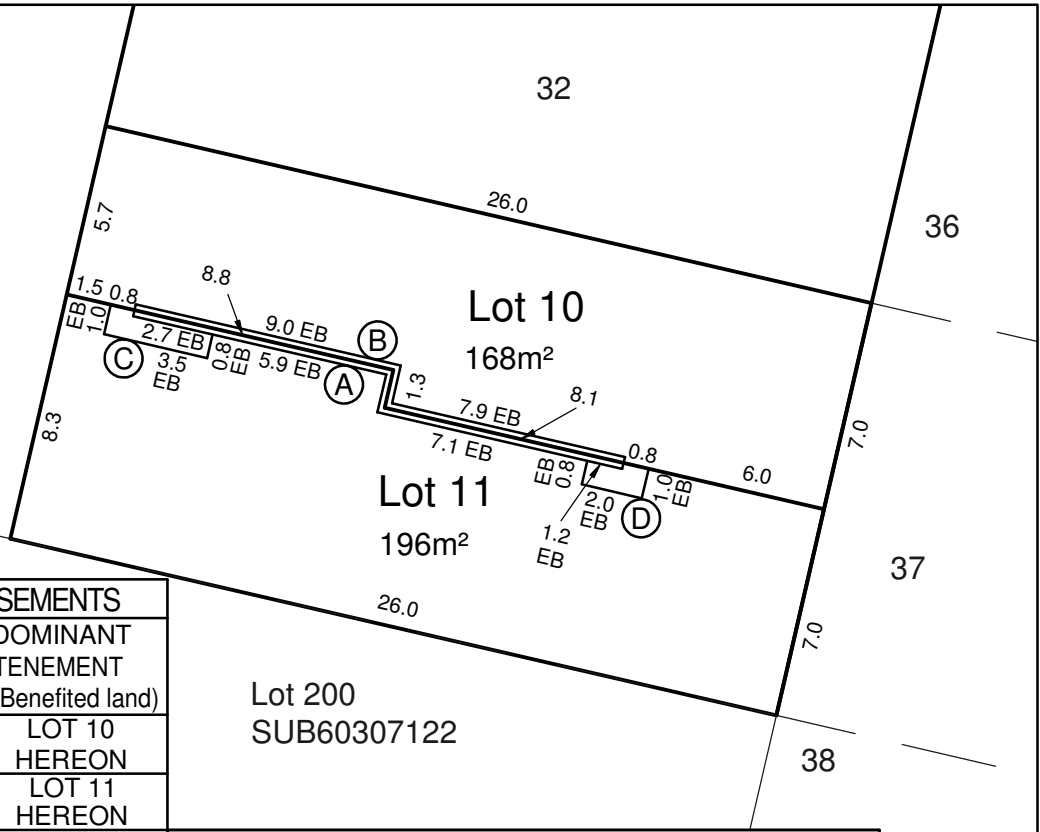 32
26.0
36
5.7
8.8
1.5 0.8
Lot 10
168m²
9.0 EB
B
EB
1.0
2.7 EB
C
3.5
EB
0.8
EB
5.9 EB
A
1.3
7.9 EB
8.1
7.1 EB
7.0
0.8
6.0
8.3
Lot 11
196m²
EB
0.8
2.0
EB
D
1.0
EB
1.2
EB
37
26.0
7.0
SEMENTS
DOMINANT
TENEMENT
(Benefited land)
LOT 10
HEREON
LOT 11
HEREON
Lot 200
SUB60307122
38